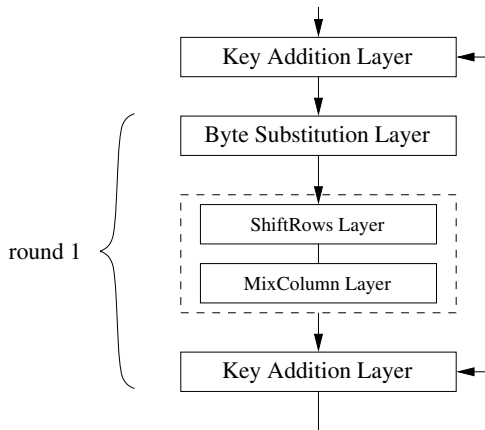 Key Addition Layer
Byte Substitution Layer
ShiftRows Layer
round 1
MixColumn Layer
Key Addition Layer